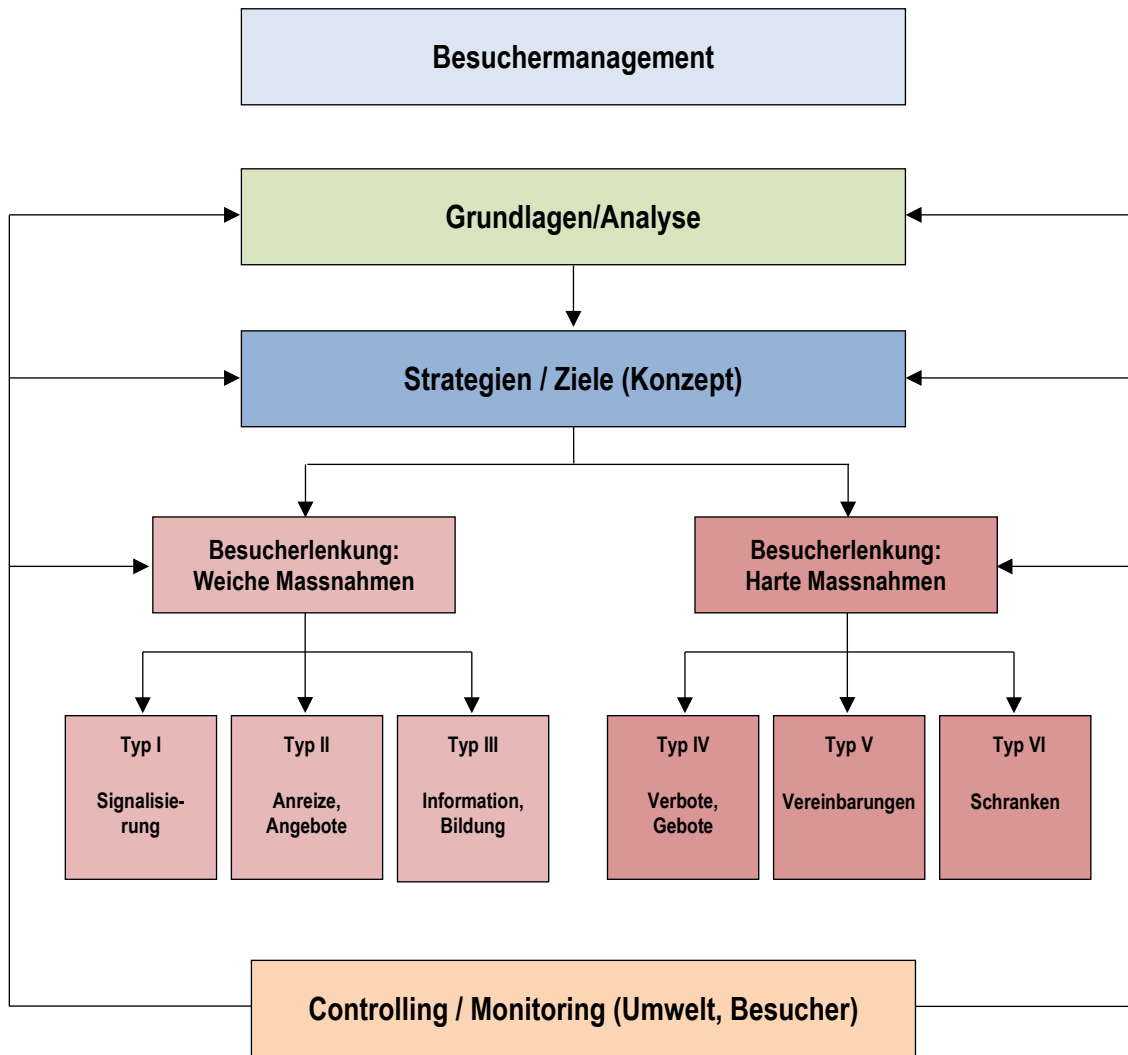 Besuchermanagement
Grundlagen/Analyse
Strategien / Ziele (Konzept)
Besucherlenkung:
Weiche Massnahmen
Besucherlenkung:
Harte Massnahmen
Typ I
Signalisie-
rung
Typ II
Anreize,
Angebote
Typ III
Information,
Bildung
Typ IV
Verbote,
Gebote
Typ V
Vereinbarungen
Typ VI
Schranken
Controlling / Monitoring (Umwelt, Besucher)